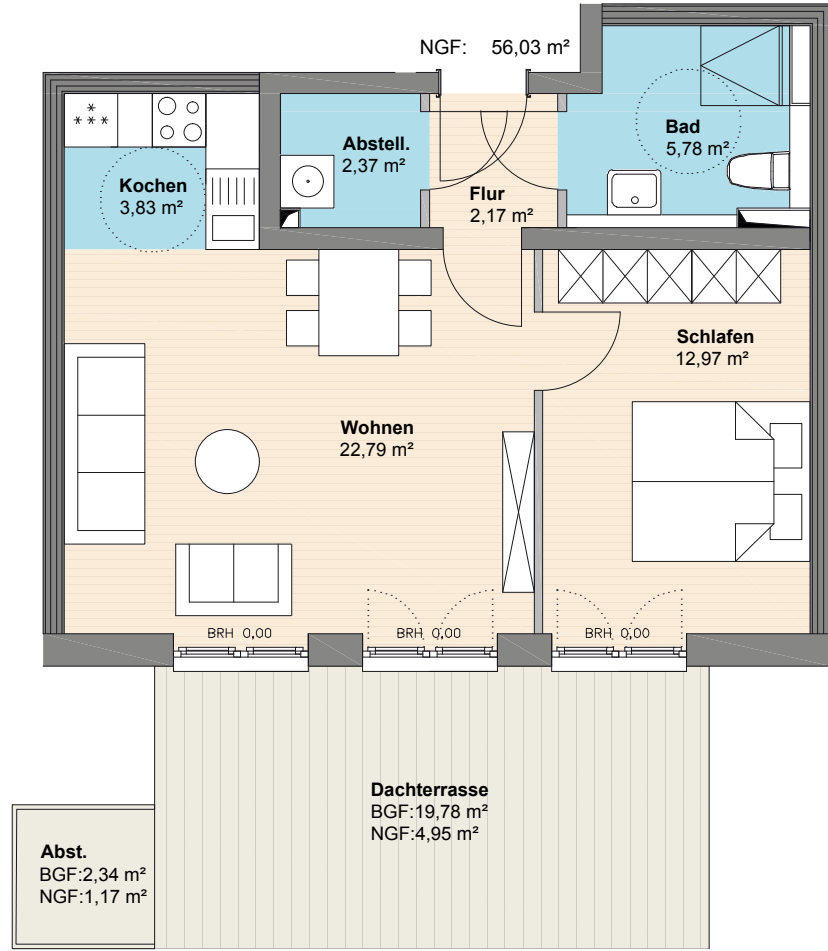 NGF: 56,03 m²
Bad
5,78 m²
Abstell.
2,37 m²
Kochen
3,83 m²
Flur
2,17 m²
Schlafen
12,97 m²
Wohnen
22,79 m²
BRH 0,00
BRH 0,00
BRH 0,00
Dachterrasse
BGF:19,78 m²
NGF:4,95 m²
Abst.
BGF:2,34 m²
NGF:1,17 m²